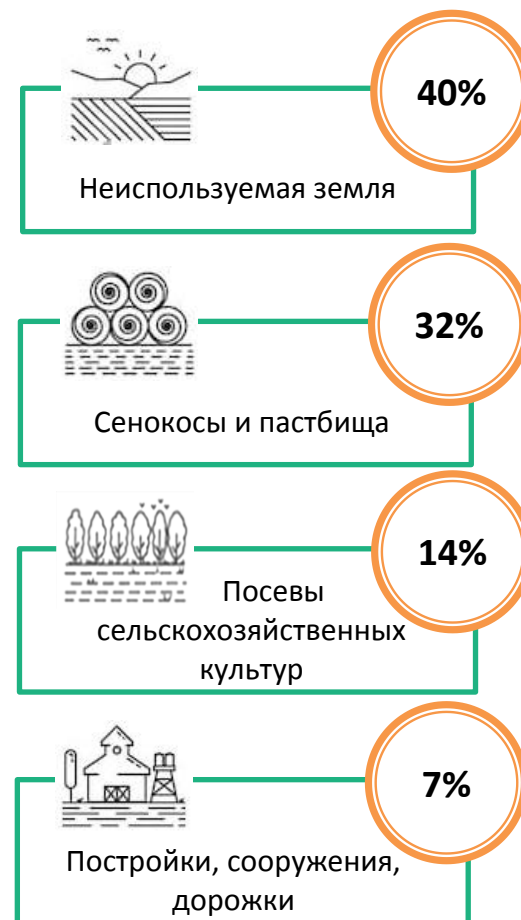 40%
Неиспользуемая земля
32%
Сенокосы и пастбища
14%
Посевы
сельскохозяйственных
культур
7%
Постройки, сооружения,
дорожки